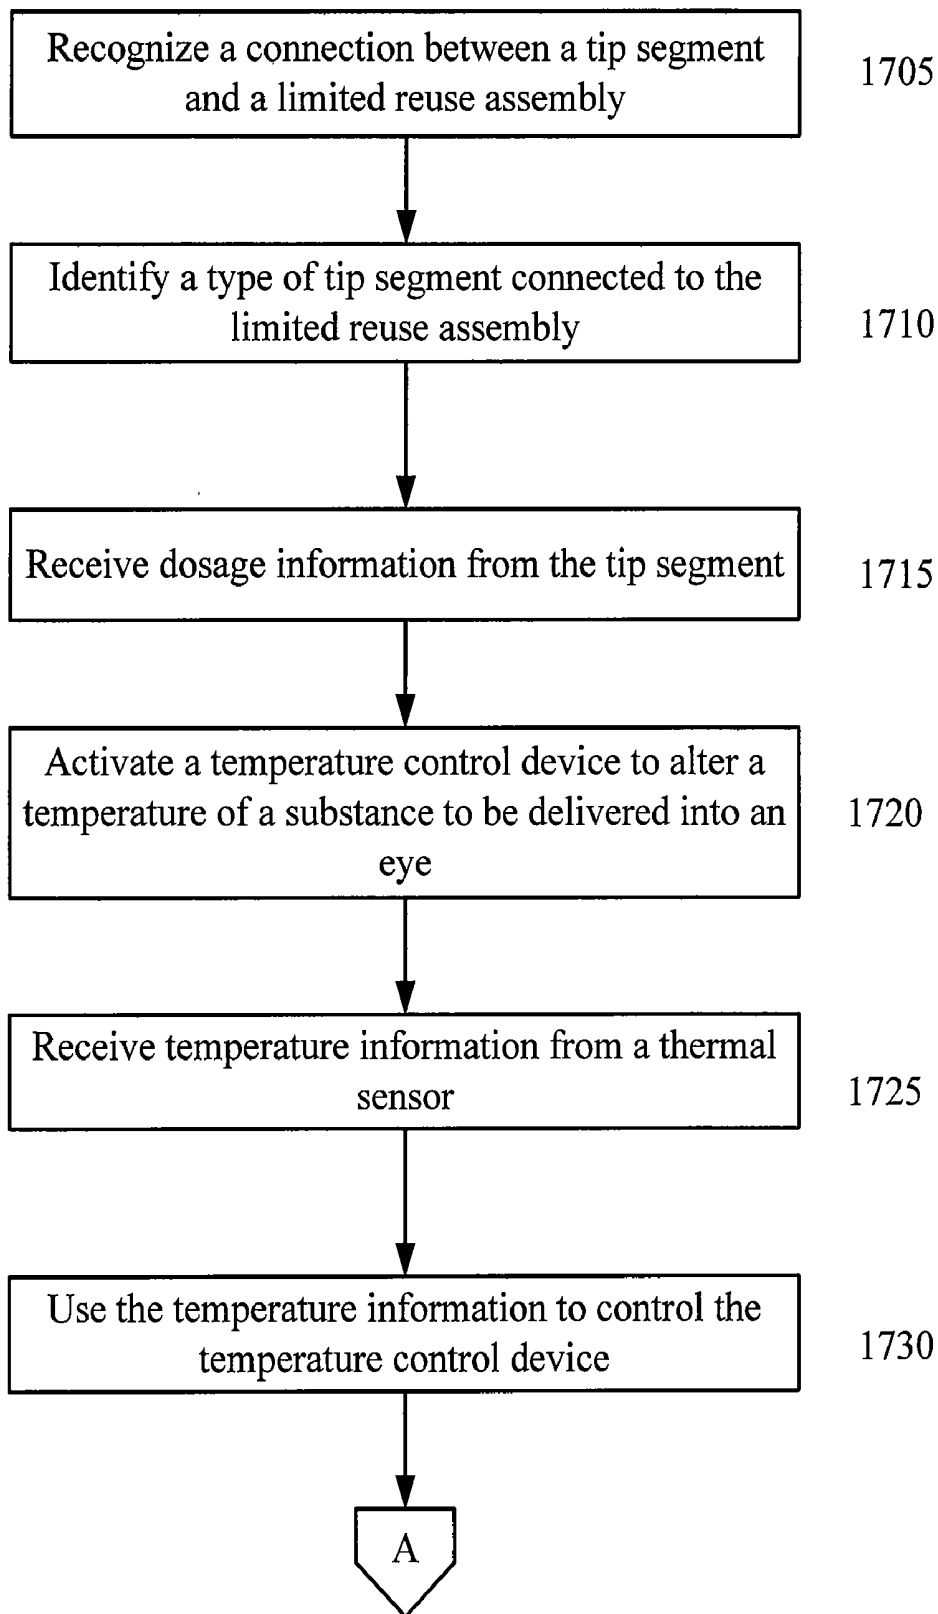 Recognize a connection between a tip segment
and a limited reuse assembly
1705
Identify a type of tip segment connected to the
limited reuse assembly
1710
Receive dosage information from the tip segment
1715
Activate a temperature control device to alter a
temperature of a substance to be delivered into an
eye
1720
Receive temperature information from a thermal
sensor
1725
Use the temperature information to control the
temperature control device
1730
A